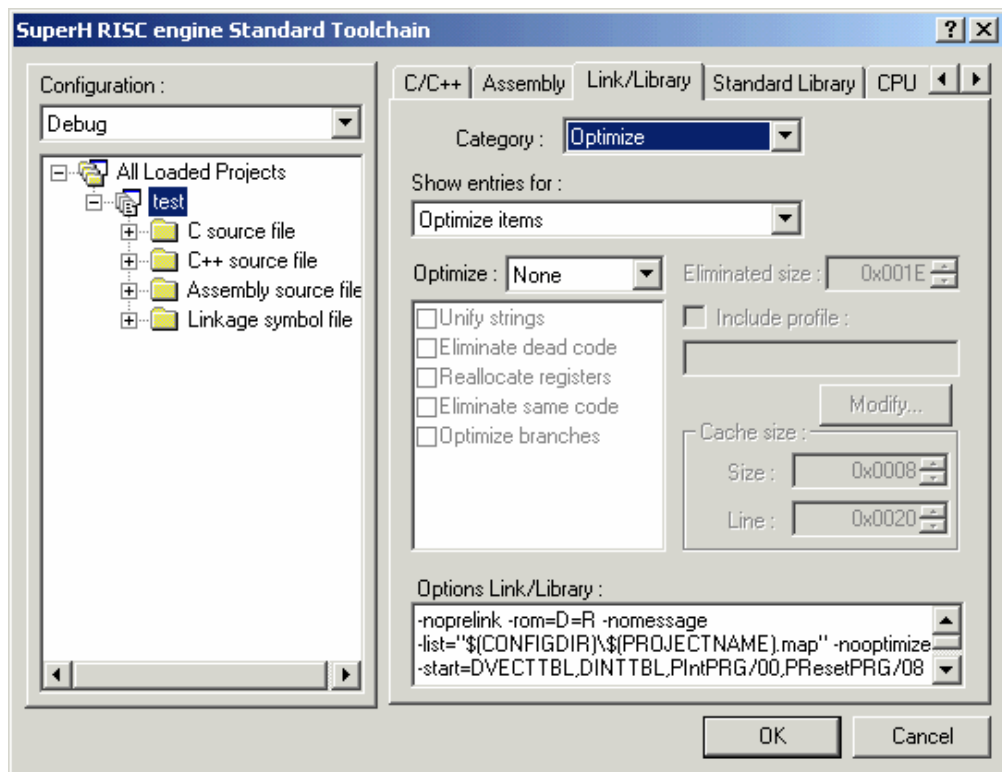 SuperH RISC engine Standard Toolchain
Configuration :
Debug
All Loaded Projects
test
C source file
C++ source file
Assembly source file
Linkage symbol file
C/C++ Assembly Link/Library Standard Library CPU
Category : Optimize
Show entries for :
Optimize items
Optimize : None
Eliminated size : 0x001E
Unify strings
Eliminate dead code
Reallocate registers
Eliminate same code
Optimize branches
Include profile :
Modify...
Cache size :
Size : 0x0008
Line : 0x0020
Options Link/Library :
-noprelink -rom=D=R -nomessage
-list="$(CONFIGDIR)\$(PROJECTNAME).map" -nooptimize
-start=DVECTTBL,DINTTBL,PIntPRG/00,PResetPRG/08
OK Cancel